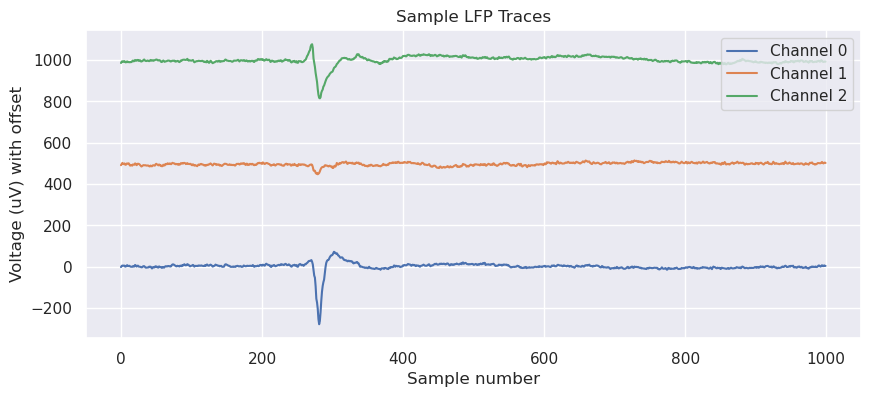 Sample LFP Traces
Voltage (uV) with offset
1000
800
600
400
200
0
−200
0 200 400 600 800 1000
Sample number
Channel 0
Channel 1
Channel 2